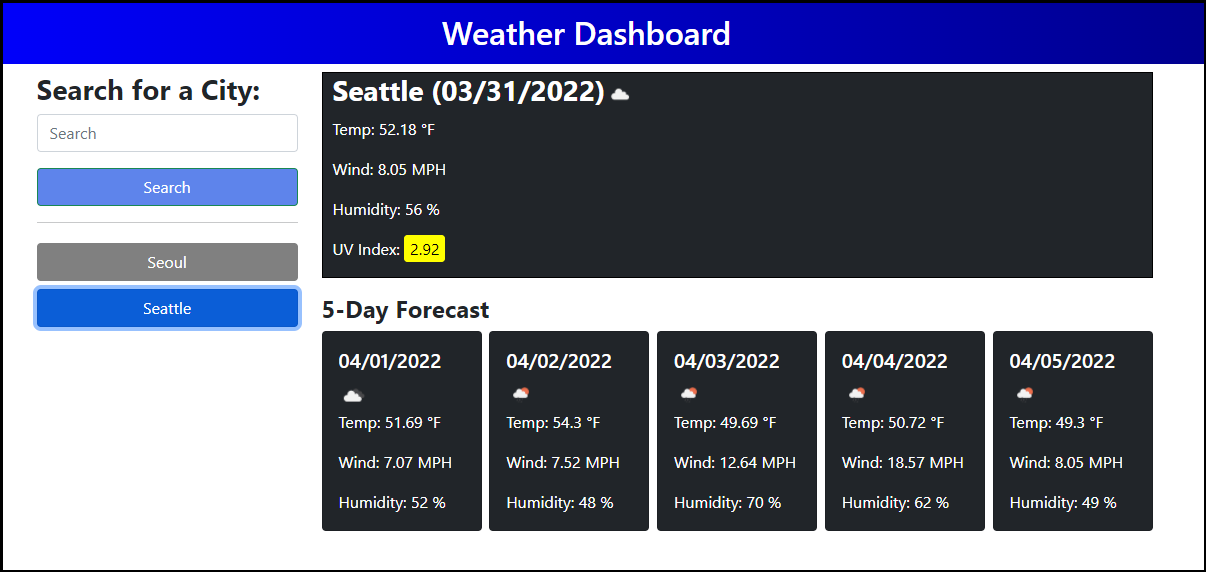 Weather Dashboard
Search for a City:
Search
Search
Seoul
Seattle
Seattle (03/31/2022)
Temp: 52.18 °F
Wind: 8.05 MPH
Humidity: 56 %
UV Index: 2.92
5-Day Forecast
04/01/2022
Temp: 51.69 °F
Wind: 7.07 MPH
Humidity: 52 %
04/02/2022
Temp: 54.3 °F
Wind: 7.52 MPH
Humidity: 48 %
04/03/2022
Temp: 49.69 °F
Wind: 12.64 MPH
Humidity: 70 %
04/04/2022
Temp: 50.72 °F
Wind: 18.57 MPH
Humidity: 62 %
04/05/2022
Temp: 49.3 °F
Wind: 8.05 MPH
Humidity: 49 %